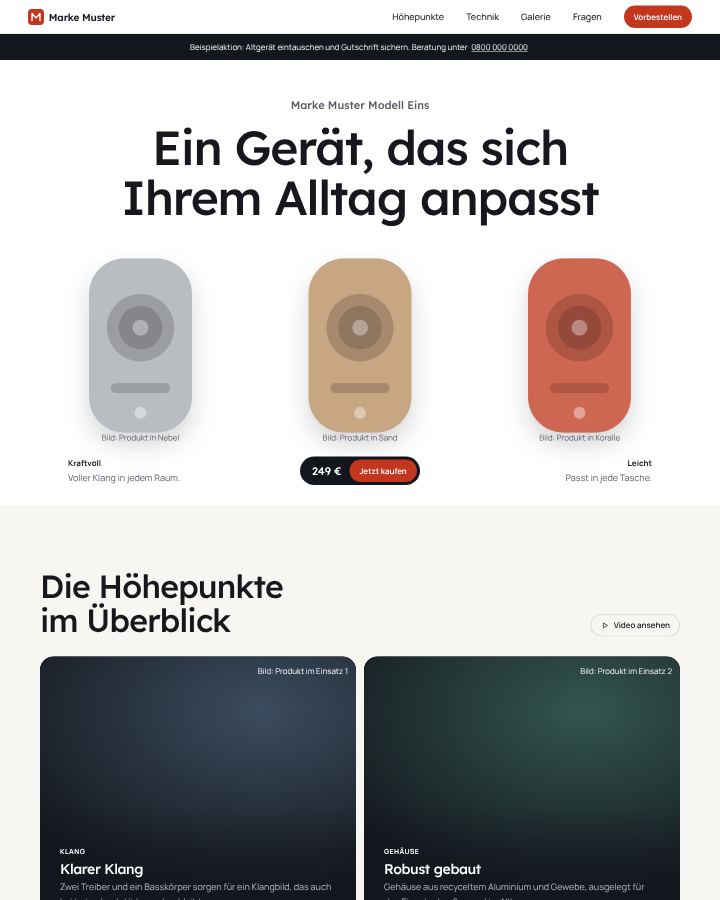 Marke Muster
Höhepunkte Technik Galerie Fragen Vorbestellen
Beispielaktion: Altgerät eintauschen und Gutschrift sichern. Beratung unter 0800 000 0000
Marke Muster Modell Eins
Ein Gerät, das sich
Ihrem Alltag anpasst
Bild: Produkt in Nebel
Bild: Produkt in Sand
Bild: Produkt in Koralle
Kraftvoll
Voller Klang in jedem Raum.
249 € Jetzt kaufen
Leicht
Passt in jede Tasche.
Die Höhepunkte
im Überblick
Video ansehen
Bild: Produkt im Einsatz 1
KLANG
Klarer Klang
Zwei Treiber und ein Basskörper sorgen für ein Klangbild, das auch
Bild: Produkt im Einsatz 2
GEHÄUSE
Robust gebaut
Gehäuse aus recyceltem Aluminium und Gewebe, ausgelegt für